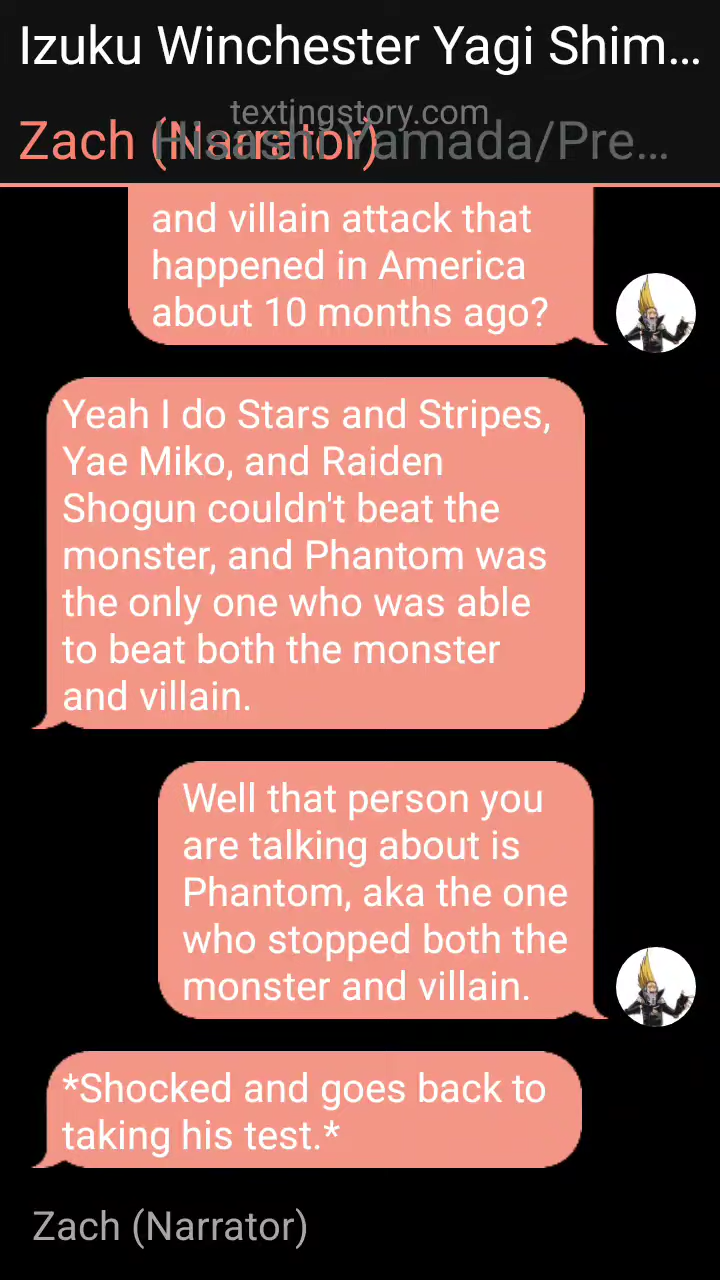 Izuku Winchester Yagi Shim...
textingstory.com
Zach (Narrator)
Hisashi Yamada/Pre...
and villain attack that
happened in America
about 10 months ago?
Yeah I do Stars and Stripes,
Yae Miko, and Raiden
Shogun couldn't beat the
monster, and Phantom was
the only one who was able
to beat both the monster
and villain.
Well that person you
are talking about is
Phantom, aka the one
who stopped both the
monster and villain.
*Shocked and goes back to
taking his test.*
Zach (Narrator)